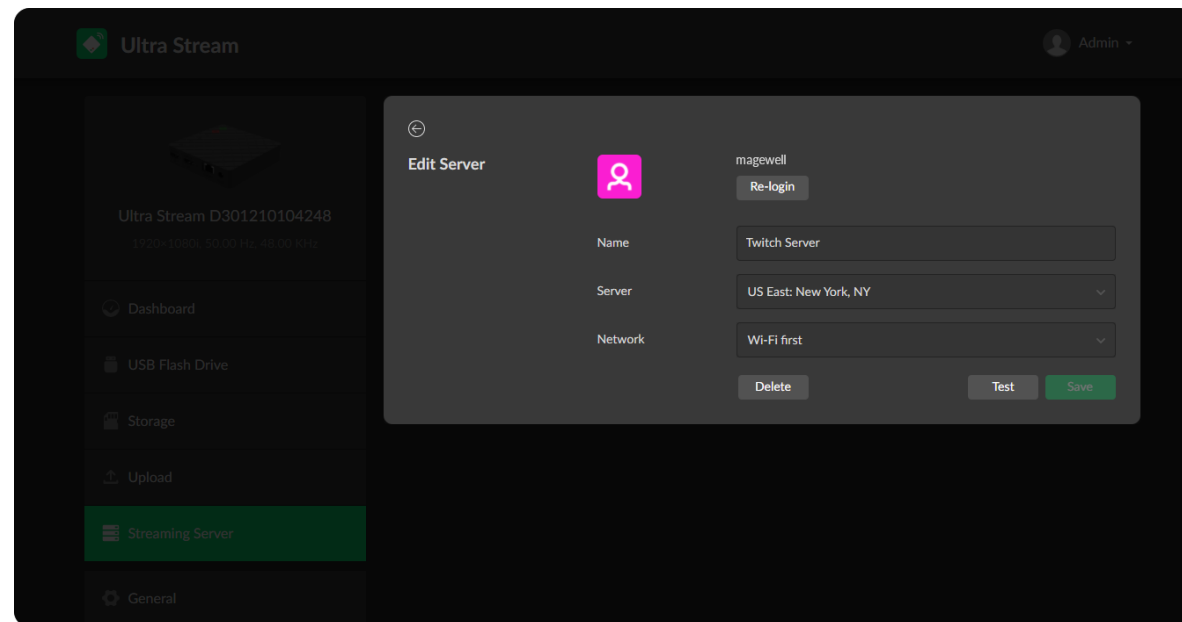 Ultra Stream
Admin
Ultra Stream D301210104248
1920×1080i, 50.00 Hz, 48.00 KHz
Dashboard
USB Flash Drive
Storage
Upload
Streaming Server
General
Edit Server
magewell
Re-login
Name
Twitch Server
Server
US East: New York, NY
Network
Wi-Fi first
Delete
Test
Save